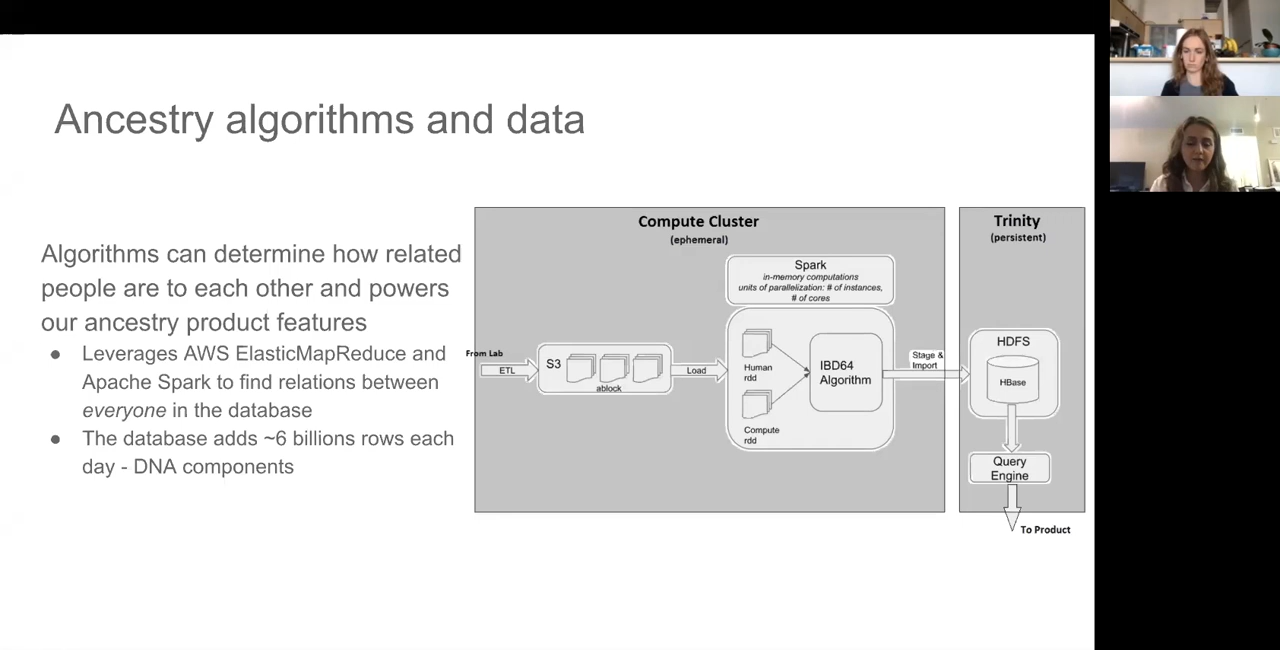 Ancestry algorithms and data
Algorithms can determine how related
people are to each other and powers
our ancestry product features
● Leverages AWS ElasticMapReduce and
Apache Spark to find relations between
everyone in the database
● The database adds ~6 billions rows each
day - DNA components
Compute Cluster
(ephemeral)
Spark
in-memory computations
units of parallelization: # of instances,
# of cores
From Lab
ETL
S3
ablock
Load
Human
rdd
Compute
rdd
IBD64
Algorithm
Stage &
Import
Trinity
(persistent)
HDFS
HBase
Query
Engine
To Product